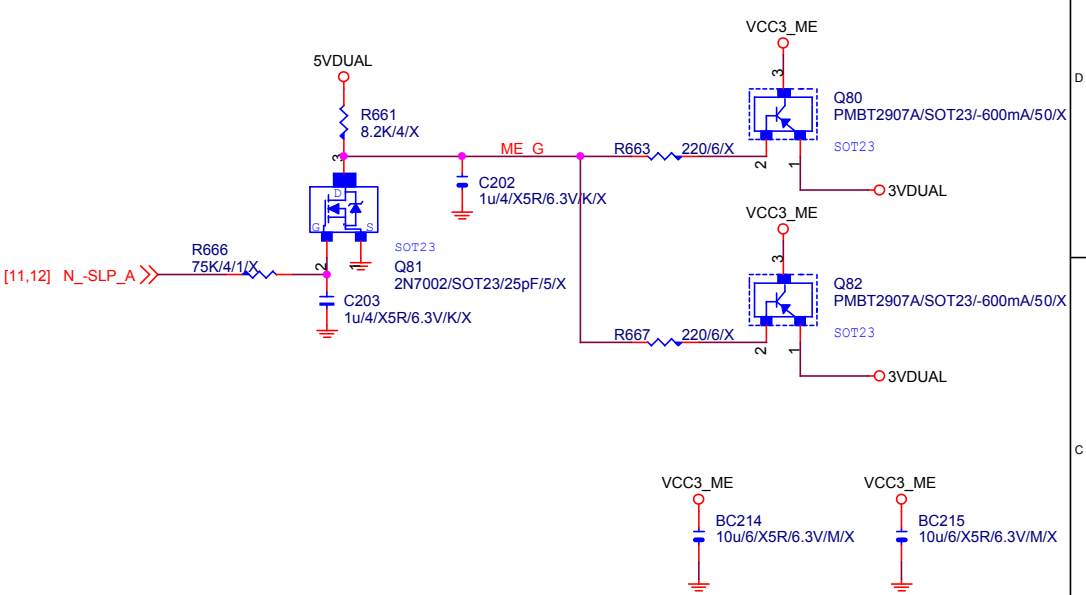 VCC3_ME
3
D
Q80
PMBT2907A/SOT23/-600mA/50/X
SOT23
2
1
3VDUAL
5VDUAL
R661
8.2K/4/X
3
ME_G
R663
220/6/X
C202
1u/4/X5R/6.3V/K/X
D
G
S
SOT23
Q81
2N7002/SOT23/25pF/5/X
2
1
[11,12] N_-SLP_A
R666
75K/4/1/X
C203
1u/4/X5R/6.3V/K/X
VCC3_ME
3
Q82
PMBT2907A/SOT23/-600mA/50/X
SOT23
R667
220/6/X
2
1
3VDUAL
C
VCC3_ME
BC214
10u/6/X5R/6.3V/M/X
VCC3_ME
BC215
10u/6/X5R/6.3V/M/X